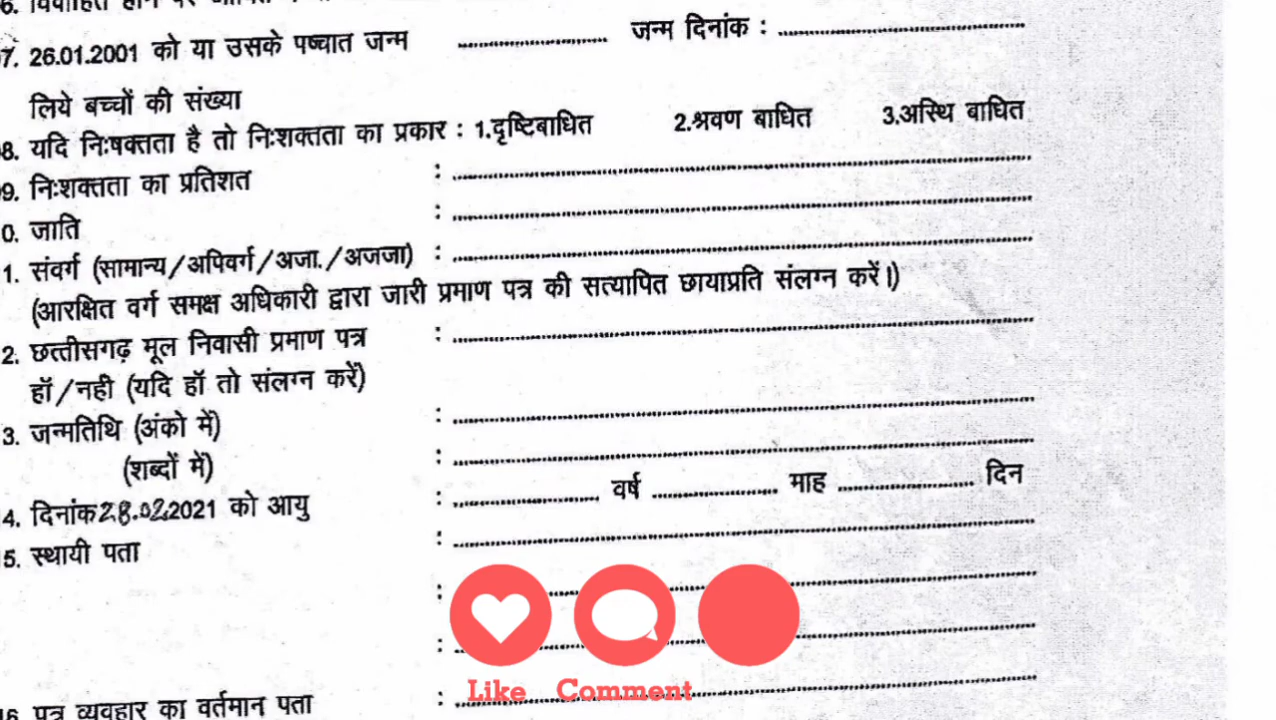 07. 26.01.2001 को या उसके पष्चात जन्म .................... जन्म दिनांक : ....................
लिये बच्चों की संख्या
08. यदि निःषक्तता है तो निःशक्तता का प्रकार : 1.दृष्टिबाधित 2.श्रवण बाधित 3.अस्थि बाधित
9. निःशक्तता का प्रतिशत : ....................
0. जाति : ....................
1. संवर्ग (सामान्य/अपिवर्ग/अजा./अजजा) : ....................
(आरक्षित वर्ग समक्ष अधिकारी द्वारा जारी प्रमाण पत्र की सत्यापित छायाप्रति संलग्न करें।)
2. छत्तीसगढ़ मूल निवासी प्रमाण पत्र : ....................
हॉ/नही (यदि हॉ तो संलग्न करें)
3. जन्मतिथि (अंको में) : ....................
(शब्दों में) : ....................
4. दिनांक 28.02.2021 को आयु : .................... वर्ष .................... माह .................... दिन
5. स्थायी पता : ....................
Like Comment
16. पत्र व्यवहार का वर्तमान पता : ....................